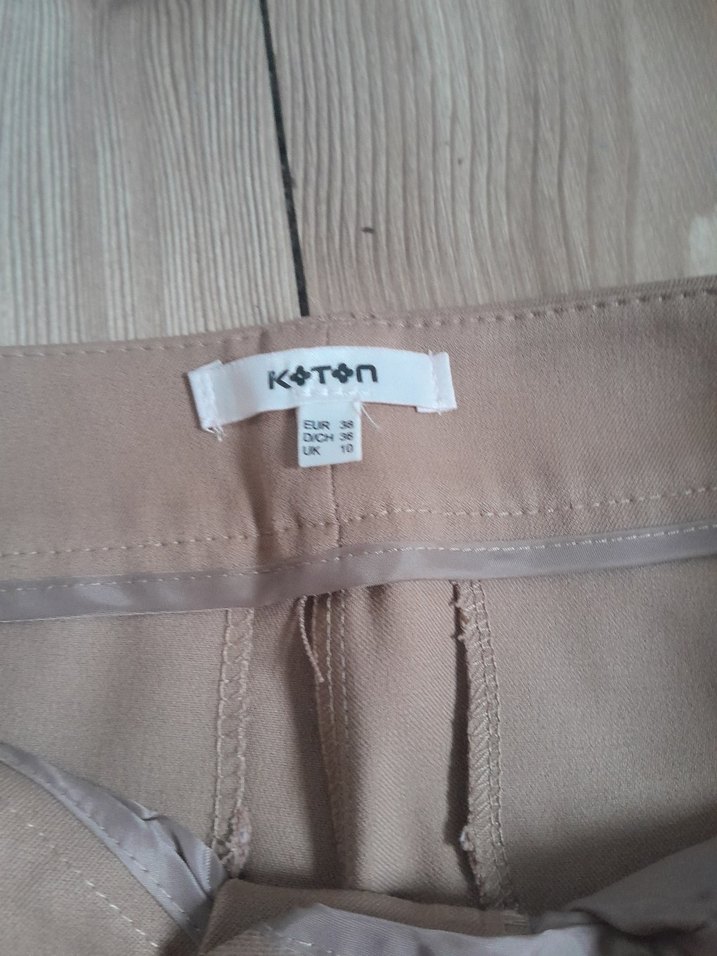 KOTON
EUR 38
D/CH 36
UK 10